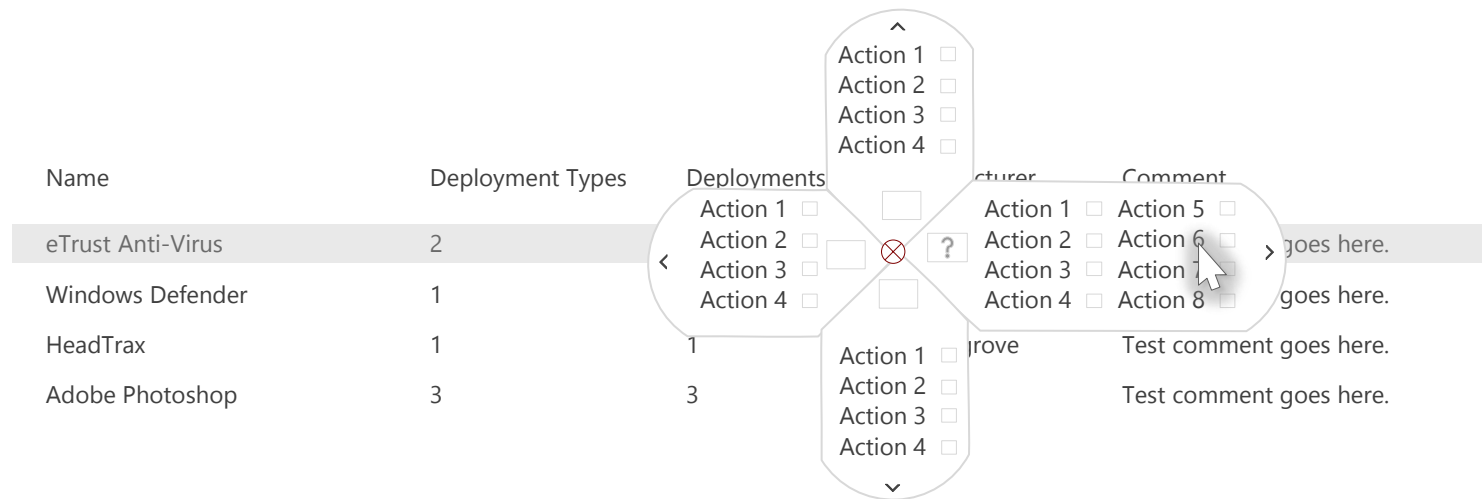 Action 1
Action 2
Action 3
Action 4
Name Deployment Types Deployments Comment
Action 1 Action 1 Action 5
eTrust Anti-Virus 2 Action 2 ? Action 2 Action 6 goes here.
Action 3 Action 3 Action 7
Windows Defender 1 Action 4 Action 4 Action 8 goes here.
HeadTrax 1 1 Test comment goes here.
Action 1
Action 2
Adobe Photoshop 3 3 Test comment goes here.
Action 3
Action 4